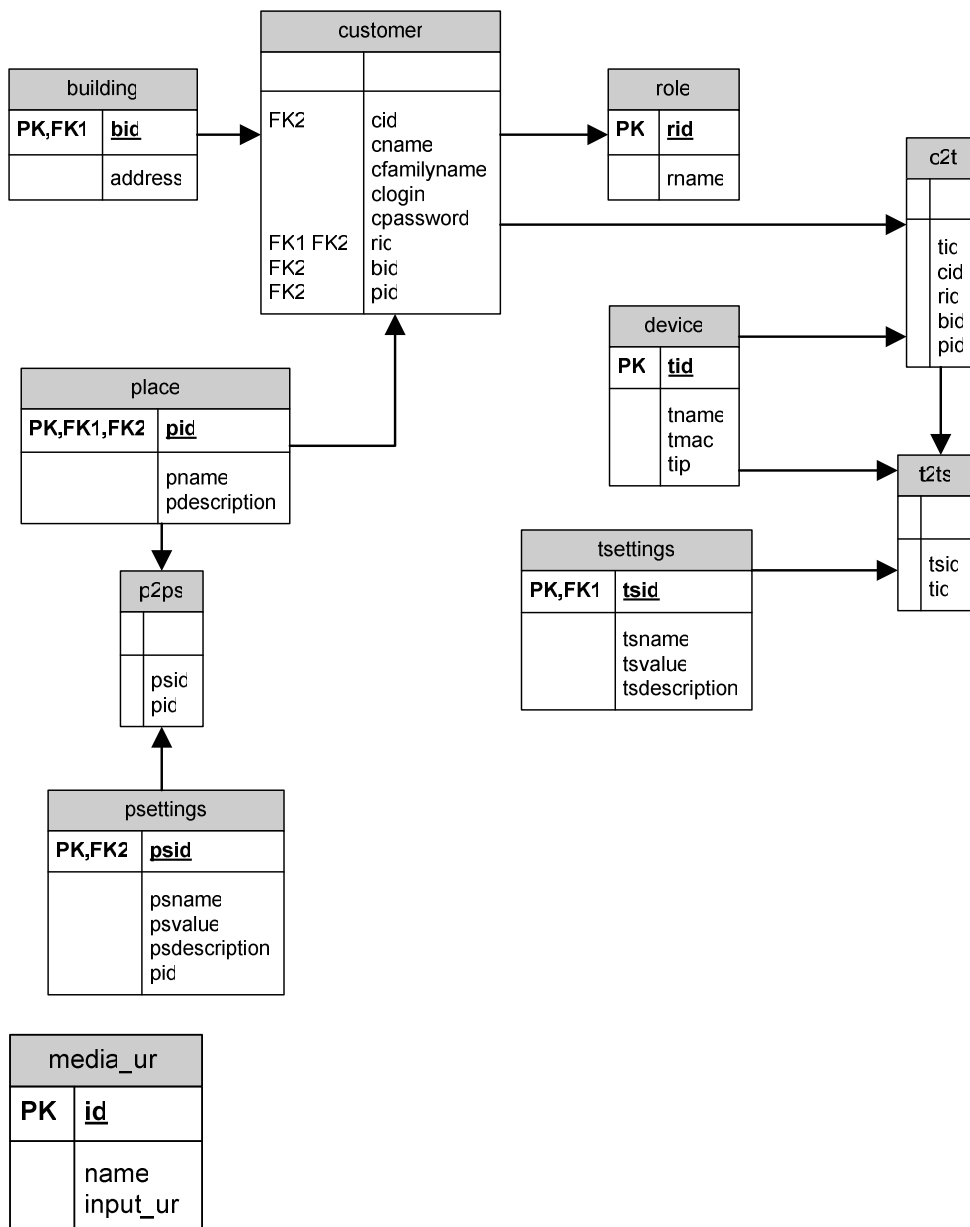 customer
building
PK,FK1 bid
address
FK2 cid
cname
cfamilyname
clogin
cpassword
FK1 FK2 ric
FK2 bid
FK2 pid
role
PK rid
rname
c2t
tic
cid
ric
bid
pid
device
PK tid
tname
tmac
tip
place
PK,FK1,FK2 pid
pname
pdescription
t2ts
tsic
tic
tsettings
PK,FK1 tsid
tsname
tsvalue
tsdescription
p2ps
psid
pid
psettings
PK,FK2 psid
psname
psvalue
psdescription
pid
media_ur
PK id
name
input_ur